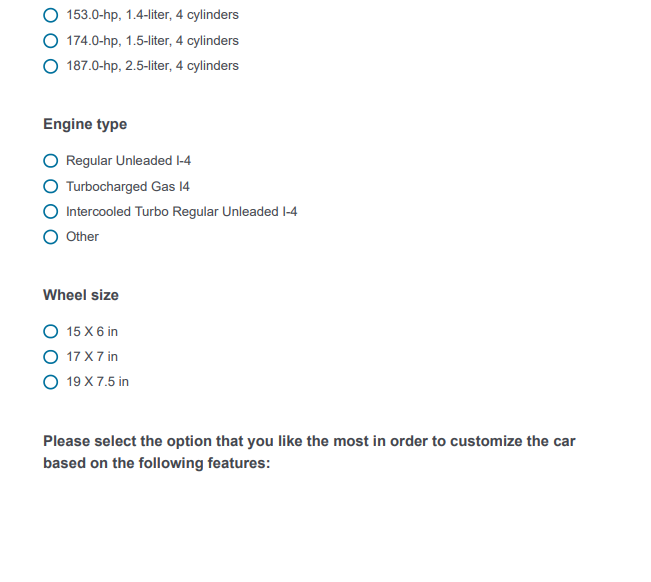 153.0-hp, 1.4-liter, 4 cylinders
174.0-hp, 1.5-liter, 4 cylinders
187.0-hp, 2.5-liter, 4 cylinders
Engine type
Regular Unleaded I-4
Turbocharged Gas I4
Intercooled Turbo Regular Unleaded I-4
Other
Wheel size
15 X 6 in
17 X 7 in
19 X 7.5 in
Please select the option that you like the most in order to customize the car
based on the following features: